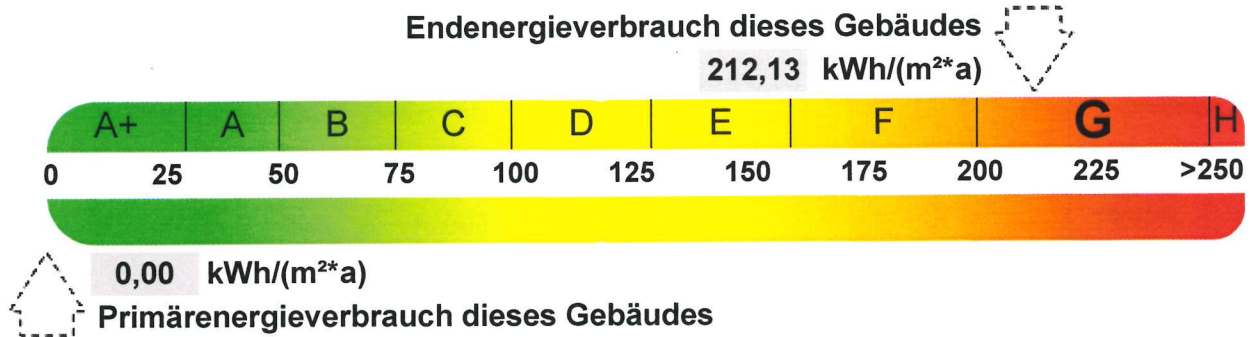 Endenergieverbrauch dieses Gebäudes
212,13 kWh/(m²*a)
A+ A B C D E F G H
0 25 50 75 100 125 150 175 200 225 >250
0,00 kWh/(m²*a)
Primärenergieverbrauch dieses Gebäudes